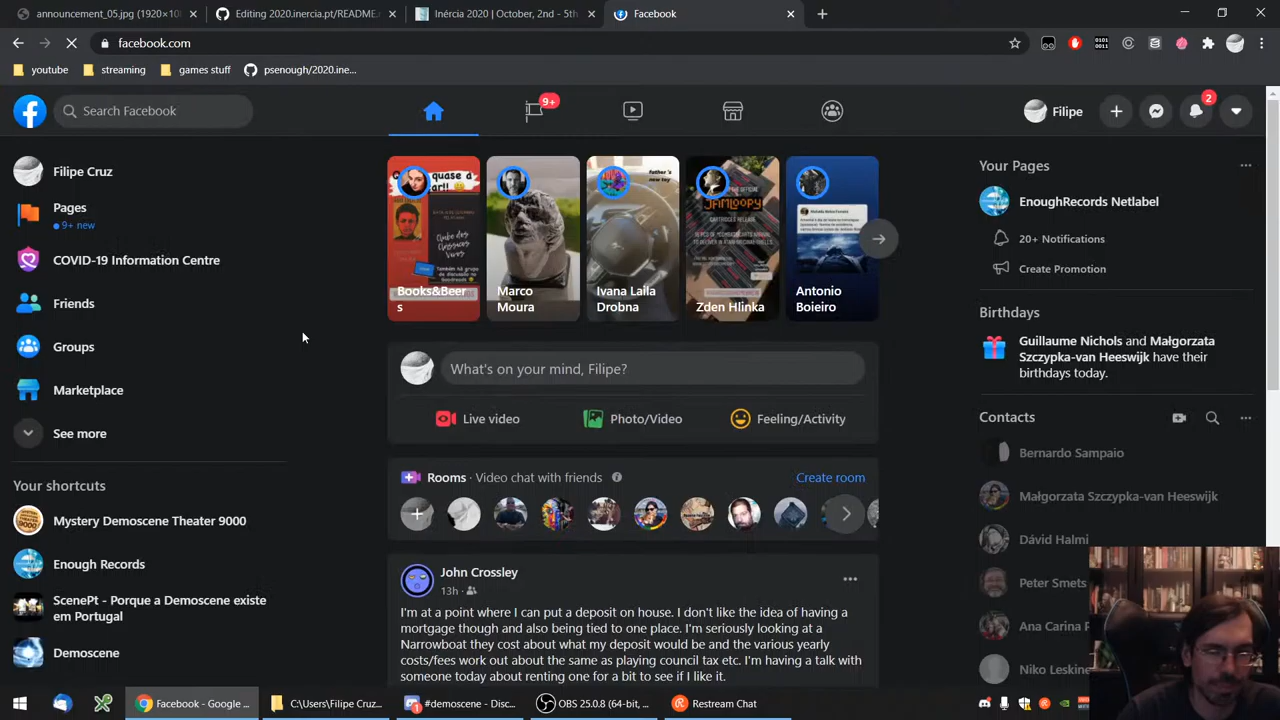 announcement_05.jpg (1920×10
Editing 2020.inercia.pt/README.
Inércia 2020 | October, 2nd - 5th
Facebook
facebook.com
youtube
streaming
games stuff
psenough/2020.ine...
Search Facebook
9+
Filipe
2
Filipe Cruz
Pages
9+ new
COVID-19 Information Centre
Friends
Groups
Marketplace
See more
Your shortcuts
Mystery Demoscene Theater 9000
Enough Records
ScenePt - Porque a Demoscene existe
em Portugal
Demoscene
Books&Beer
s
Marco
Moura
father's
new toy
Ivana Laila
Drobna
JAMLOOPY
Zden Hlinka
Antonio
Boieiro
What's on your mind, Filipe?
Live video
Photo/Video
Feeling/Activity
Rooms · Video chat with friends
Create room
John Crossley
13h ·
I'm at a point where I can put a deposit on house. I don't like the idea of having a
mortgage though and also being tied to one place. I'm seriously looking at a
Narrowboat they cost about what my deposit would be and the various yearly
costs/fees work out about the same as playing council tax etc. I'm having a talk with
someone today about renting one for a bit to see if I like it.
Your Pages
EnoughRecords Netlabel
20+ Notifications
Create Promotion
Birthdays
Guillaume Nichols and Małgorzata
Szczypka-van Heeswijk have their
birthdays today.
Contacts
Bernardo Sampaio
Małgorzata Szczypka-van Heeswijk
Dávid Halmi
Peter Smets
Ana Carina
Niko Leskine
Facebook - Google ...
C:\Users\Filipe Cruz...
#demoscene - Disc...
OBS 25.0.8 (64-bit, ...
Restream Chat